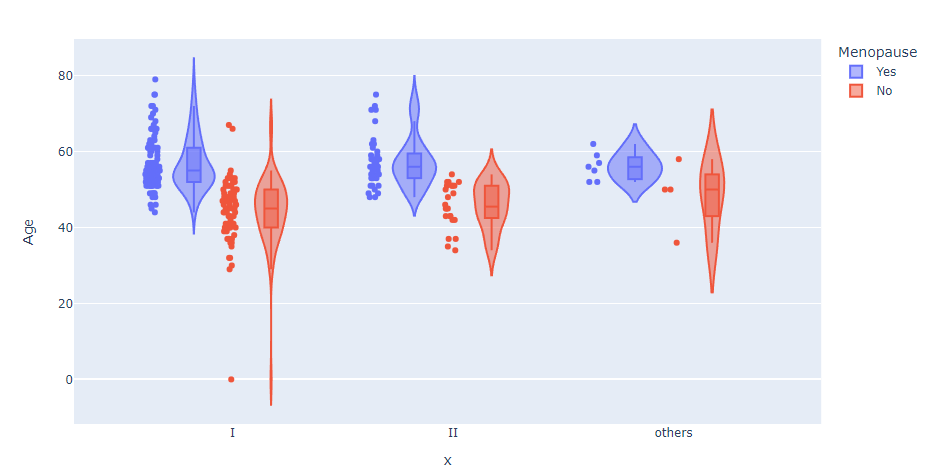 Menopause
Yes
No
80
60
40
20
0
Age
I
II
others
x